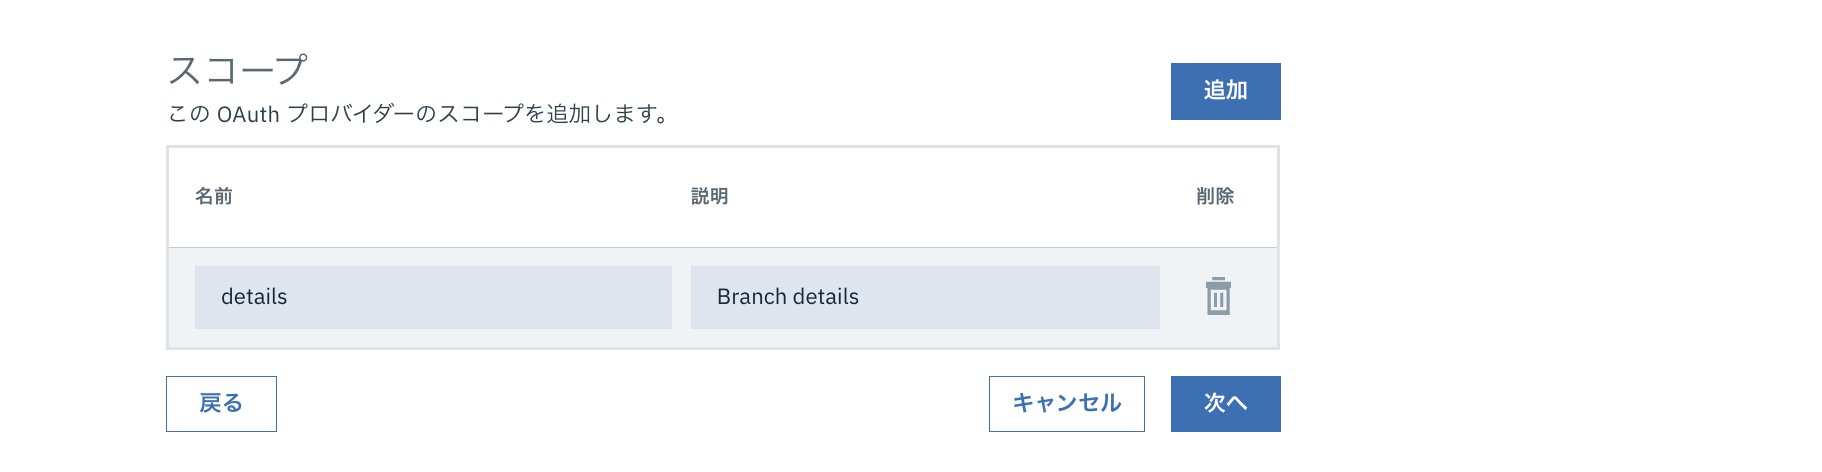 スコープ
この OAuth プロバイダーのスコープを追加します。
追加
名前 説明 削除
details Branch details
戻る キャンセル 次へ